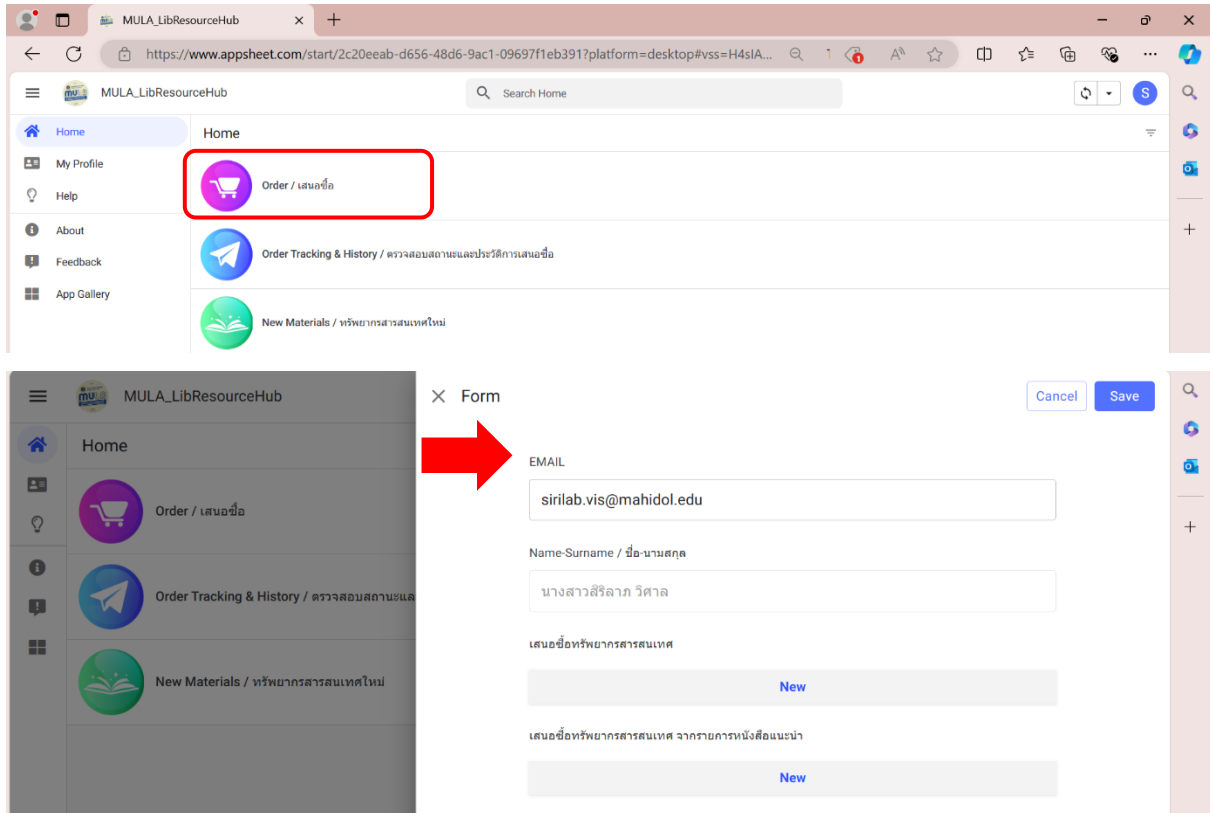 MULA_LibResourceHub
https://www.appsheet.com/start/2c20eeab-d656-48d6-9ac1-09697f1eb391?platform=desktop#vss=H4sIA...
MULA_LibResourceHub
Search Home
S
Home
My Profile
Help
About
Feedback
App Gallery
Home
Order / เสนอซื้อ
Order Tracking & History / ตรวจสอบสถานะและประวัติการเสนอซื้อ
New Materials / ทรัพยากรสารสนเทศใหม่
MULA_LibResourceHub
Home
Order / เสนอซื้อ
Order Tracking & History / ตรวจสอบสถานะและ
New Materials / ทรัพยากรสารสนเทศใหม่
Form
Cancel
Save
EMAIL
sirilab.vis@mahidol.edu
Name-Surname / ชื่อ-นามสกุล
นางสาวสิริลาภ วิศาล
เสนอซื้อทรัพยากรสารสนเทศ
New
เสนอซื้อทรัพยากรสารสนเทศ จากรายการหนังสือแนะนำ
New